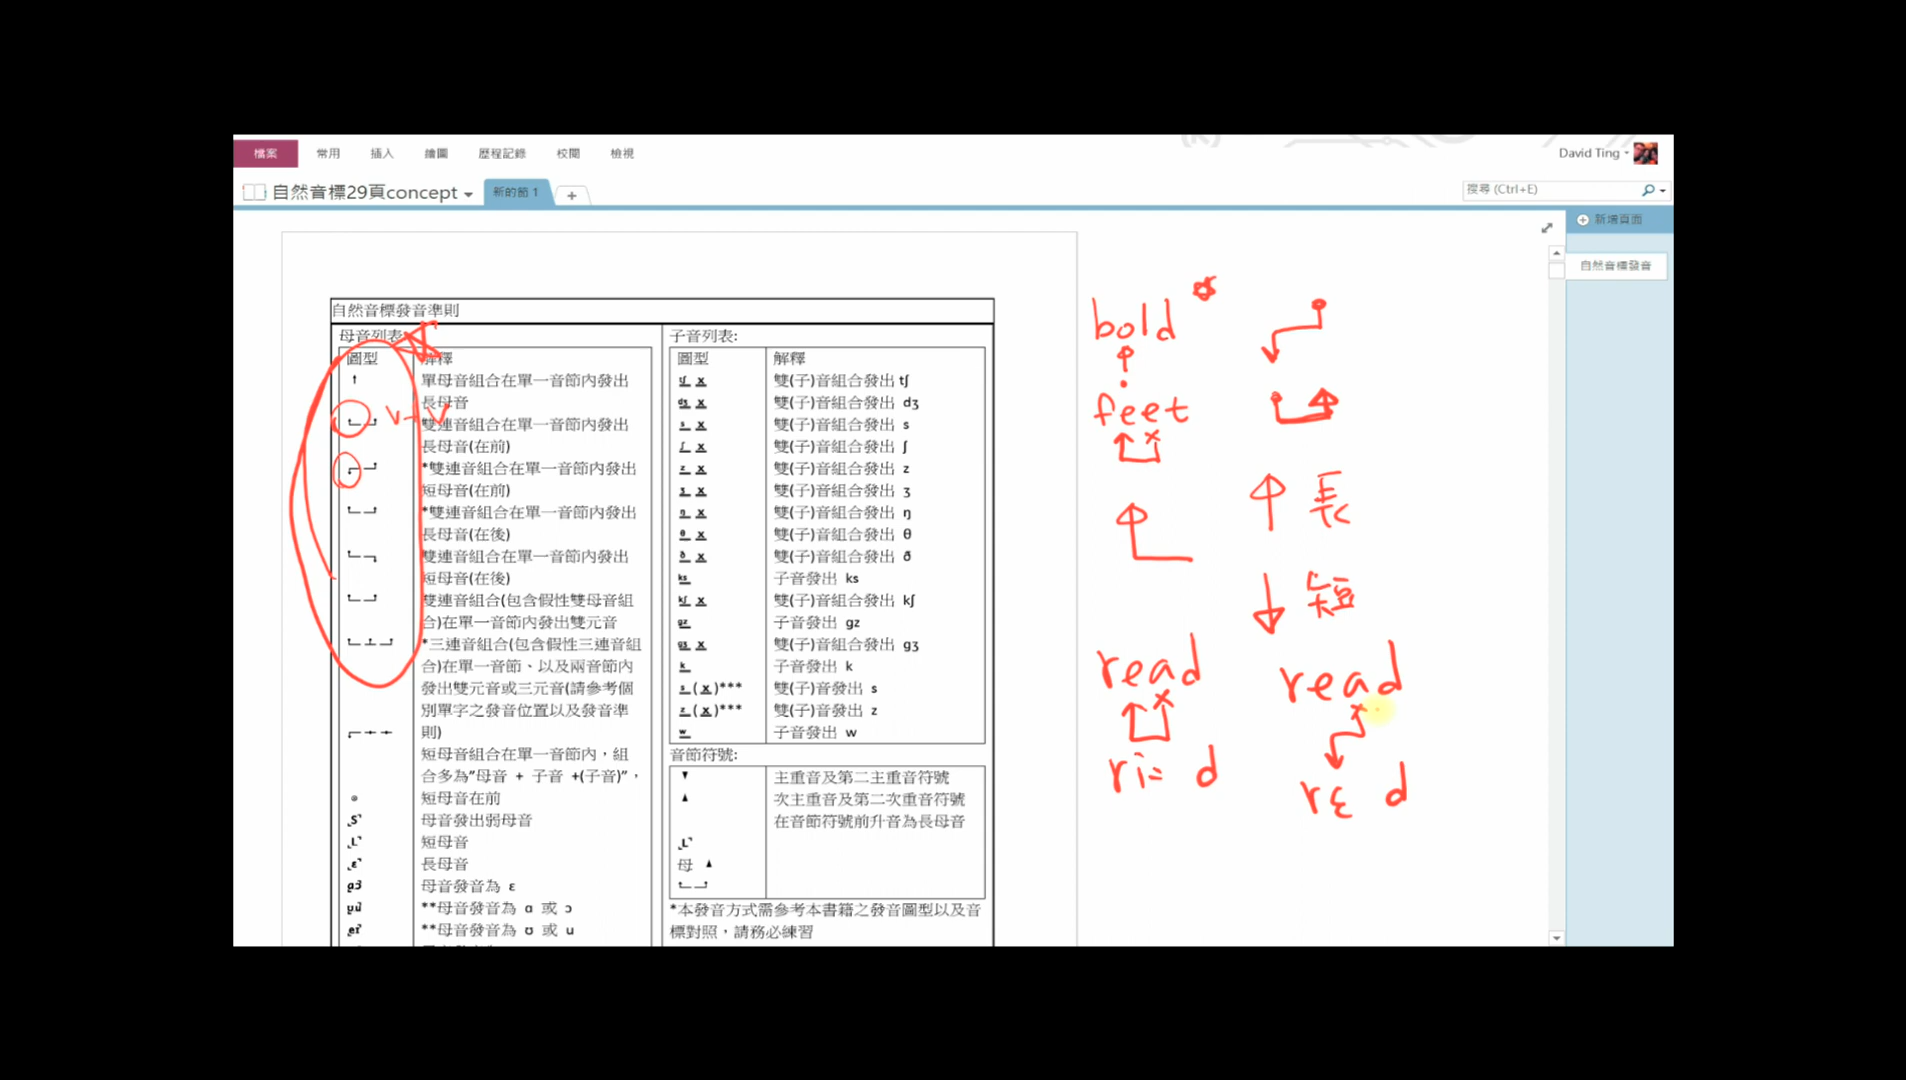 檔案 常用 插入 繪圖 歷程記錄 校閱 檢視
David Ting
自然音標29頁concept
新的節 1
搜尋 (Ctrl+E)
新增頁面
自然音標發音
自然音標發音準則
母音列表:
圖型 解釋
單母音組合在單一音節內發出
長母音
雙連音組合在單一音節內發出
長母音(在前)
*雙連音組合在單一音節內發出
短母音(在前)
*雙連音組合在單一音節內發出
長母音(在後)
雙連音組合在單一音節內發出
短母音(在後)
雙連音組合(包含假性雙母音組
合)在單一音節內發出雙元音
*三連音組合(包含假性三連音組
合)在單一音節、以及兩音節內
發出雙元音或三元音(請參考個
別單字之發音位置以及發音準
則)
短母音組合在單一音節內，組
合多為"母音 + 子音 +(子音)"，
短母音在前
母音發出弱母音
短母音
長母音
母音發音為 ε
**母音發音為 ɑ 或 ɔ
**母音發音為 ʊ 或 u
子音列表:
圖型 解釋
tʃ x 雙(子)音組合發出 tʃ
dʒ x 雙(子)音組合發出 dʒ
s x 雙(子)音組合發出 s
ʃ x 雙(子)音組合發出 ʃ
z x 雙(子)音組合發出 z
ʒ x 雙(子)音組合發出 ʒ
ŋ x 雙(子)音組合發出 ŋ
θ x 雙(子)音組合發出 θ
ð x 雙(子)音組合發出 ð
ks 子音發出 ks
kʃ x 雙(子)音組合發出 kʃ
gz 子音發出 gz
gʒ x 雙(子)音組合發出 gʒ
k 子音發出 k
s ( x )*** 雙(子)音發出 s
z ( x )*** 雙(子)音發出 z
w 子音發出 w
音節符號:
主重音及第二主重音符號
次主重音及第二次重音符號
在音節符號前升音為長母音
母
*本發音方式需參考本書籍之發音圖型以及音
標對照，請務必練習
V + V
bold
feet
長
短
read
ri= d
read
rε d